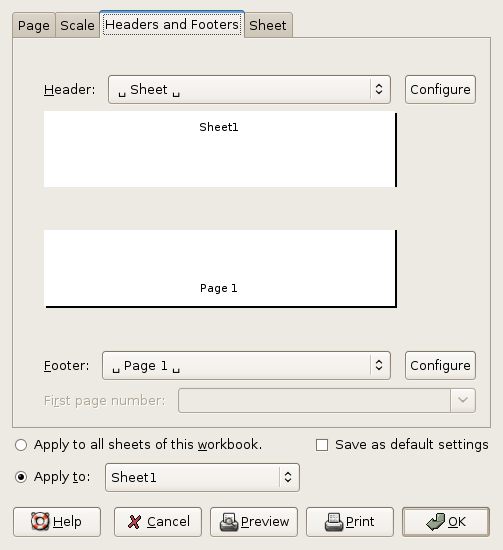 Page Scale Headers and Footers Sheet
Header: ␣ Sheet ␣ Configure
Sheet1
Page 1
Footer: ␣ Page 1 ␣ Configure
First page number:
Apply to all sheets of this workbook. Save as default settings
Apply to: Sheet1
Help Cancel Preview Print OK